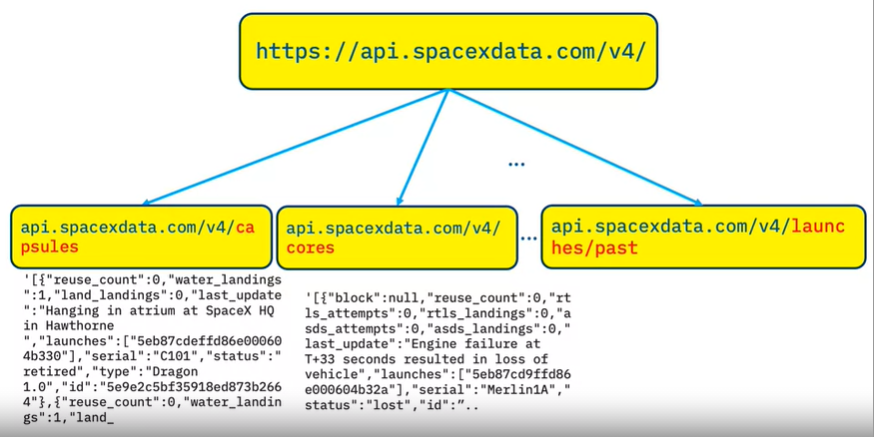 https://api.spacexdata.com/v4/
...
api.spacexdata.com/v4/ca
psules
api.spacexdata.com/v4/
cores
...
api.spacexdata.com/v4/launc
hes/past
'[{"reuse_count":0,"water_landings
":1,"land_landings":0,"last_update
":"Hanging in atrium at SpaceX HQ
in Hawthorne
","launches":["5eb87cdeffd86e00060
4b330"],"serial":"C101","status":"
retired","type":"Dragon
1.0","id":"5e9e2c5bf35918ed873b266
4"},{"reuse_count":0,"water_landin
gs":1,"land_
'[{"block":null,"reuse_count":0,"rt
ls_attempts":0,"rtls_landings":0,"a
sds_attempts":0,"asds_landings":0,"
last_update":"Engine failure at
T+33 seconds resulted in loss of
vehicle","launches":["5eb87cd9ffd86
e000604b32a"],"serial":"Merlin1A","
status":"lost","id":"..